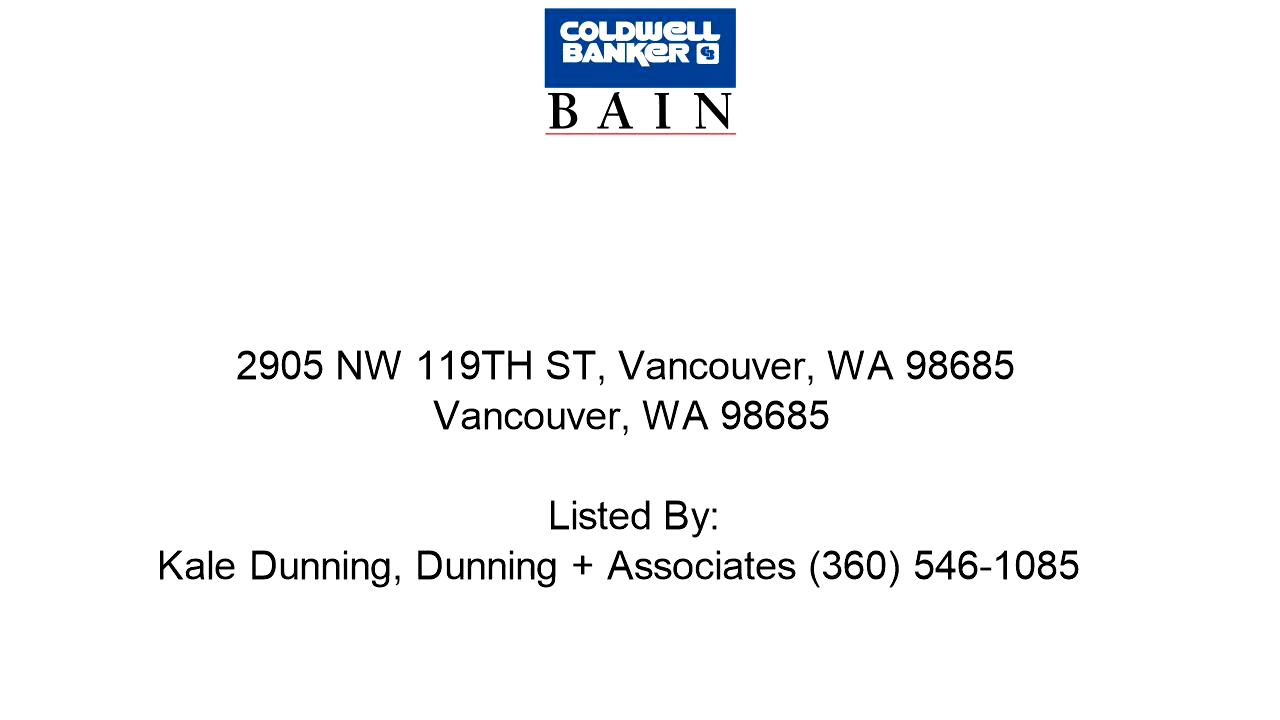 COLDWELL
BANKER CB
BAIN
2905 NW 119TH ST, Vancouver, WA 98685
Vancouver, WA 98685
Listed By:
Kale Dunning, Dunning + Associates (360) 546-1085